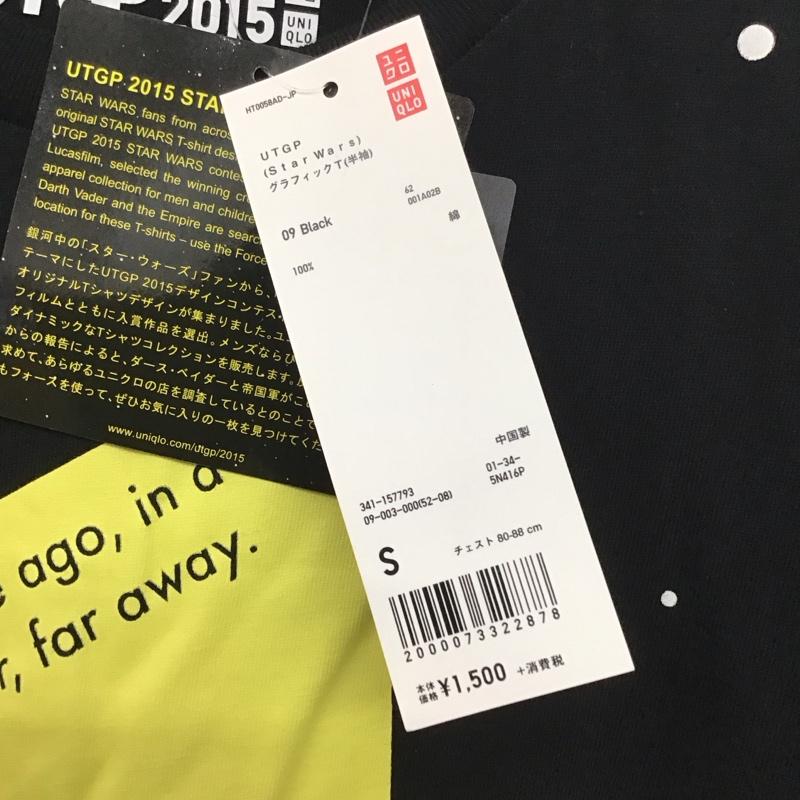 2015
UNI
QLO
UTGP 2015
STAR WARS fans from
original STAR WARS T-shirt
UTGP 2015 STAR WARS
Lucasfilm, selected the winning
apparel collection for men and
Darth Vader and the Empire are
location for these T-shirts – use the Force
銀河中の「スター・ウォーズ」ファンから、
テーマにしたUTGP 2015デザインコンテス
オリジナルTシャツデザインが集まりました。ユ
フィルムとともに入賞作品を選出。メンズならび
ダイナミックなTシャツコレクションを販売します。
からの報告によると、ダース・ベイダーと帝国軍がこ
求めて、あらゆるユニクロの店を調査しているとのことで
もフォースを使って、ぜひお気に入りの一枚を見つけてくだ
www.uniqlo.com/utgp/2015
ago, in a
far away.
HT0058AD-JP
ユニ
クロ
UNI
QLO
UTGP
(Star Wars)
グラフィックT(半袖)
62
001A02B
09 Black
綿
100%
中国製
341-157793
01-34-
09-003-000(52-08)
5N416P
S
チェスト 80-88 cm
2000073322878
本体
価格 ¥1,500 +消費税